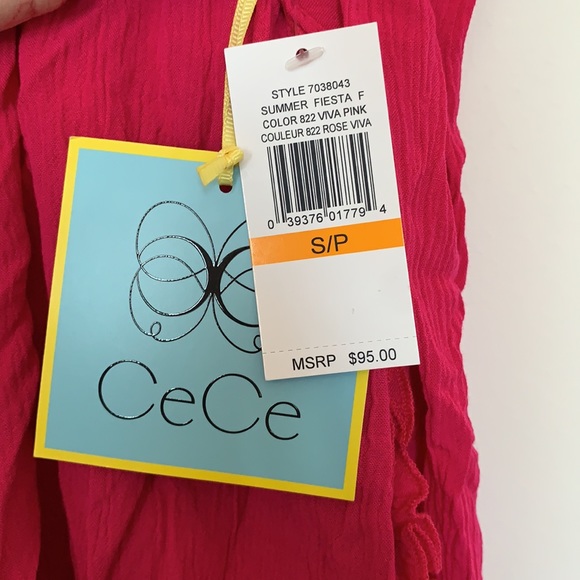 STYLE 7038043
SUMMER FIESTA F
COLOR 822 VIVA PINK
COULEUR 822 ROSE VIVA
0 39376 01779 4
S/P
MSRP $95.00
CeCe